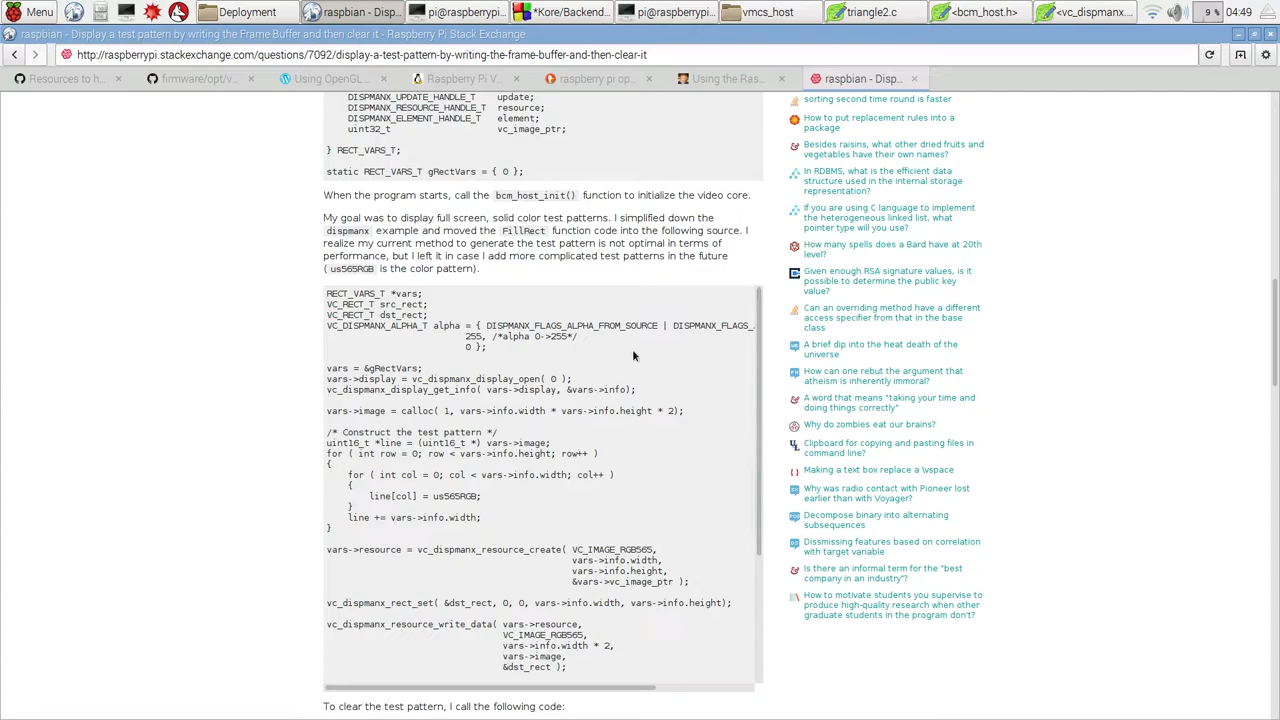 Menu
Deployment
raspbian - Disp...
pi@raspberrypi...
*Kore/Backend...
pi@raspberrypi...
vmcs_host
triangle2.c
<bcm_host.h>
<vc_dispmanx...
9 %
04:49
raspbian - Display a test pattern by writing the Frame Buffer and then clear it - Raspberry Pi Stack Exchange
http://raspberrypi.stackexchange.com/questions/7092/display-a-test-pattern-by-writing-the-frame-buffer-and-then-clear-it
Resources to h...
firmware/opt/v...
Using OpenGL ...
Raspberry Pi V...
raspberry pi op...
Using the Ras...
raspbian - Disp...
DISPMANX_UPDATE_HANDLE_T update;
DISPMANX_RESOURCE_HANDLE_T resource;
DISPMANX_ELEMENT_HANDLE_T element;
uint32_t vc_image_ptr;
} RECT_VARS_T;
static RECT_VARS_T gRectVars = { 0 };
When the program starts, call the bcm_host_init() function to initialize the video core.
My goal was to display full screen, solid color test patterns. I simplified down the
dispmanx example and moved the FillRect function code into the following source. I
realize my current method to generate the test pattern is not optimal in terms of
performance, but I left it in case I add more complicated test patterns in the future
( us565RGB is the color pattern).
RECT_VARS_T *vars;
VC_RECT_T src_rect;
VC_RECT_T dst_rect;
VC_DISPMANX_ALPHA_T alpha = { DISPMANX_FLAGS_ALPHA_FROM_SOURCE | DISPMANX_FLAGS_
255, /*alpha 0->255*/
0 };
vars = &gRectVars;
vars->display = vc_dispmanx_display_open( 0 );
vc_dispmanx_display_get_info( vars->display, &vars->info);
vars->image = calloc( 1, vars->info.width * vars->info.height * 2);
/* Construct the test pattern */
uint16_t *line = (uint16_t *) vars->image;
for ( int row = 0; row < vars->info.height; row++ )
{
for ( int col = 0; col < vars->info.width; col++ )
{
line[col] = us565RGB;
}
line += vars->info.width;
}
vars->resource = vc_dispmanx_resource_create( VC_IMAGE_RGB565,
vars->info.width,
vars->info.height,
&vars->vc_image_ptr );
vc_dispmanx_rect_set( &dst_rect, 0, 0, vars->info.width, vars->info.height);
vc_dispmanx_resource_write_data( vars->resource,
VC_IMAGE_RGB565,
vars->info.width * 2,
vars->image,
&dst_rect );
To clear the test pattern, I call the following code:
sorting second time round is faster
How to put replacement rules into a
package
Besides raisins, what other dried fruits and
vegetables have their own names?
In RDBMS, what is the efficient data
structure used in the internal storage
representation?
If you are using C language to implement
the heterogeneous linked list, what
pointer type will you use?
How many spells does a Bard have at 20th
level?
Given enough RSA signature values, is it
possible to determine the public key
value?
Can an overriding method have a different
access specifier from that in the base
class
A brief dip into the heat death of the
universe
How can one rebut the argument that
atheism is inherently immoral?
A word that means "taking your time and
doing things correctly"
Why do zombies eat our brains?
Clipboard for copying and pasting files in
command line?
Making a text box replace a \vspace
Why was radio contact with Pioneer lost
earlier than with Voyager?
Decompose binary into alternating
subsequences
Dismissing features based on correlation
with target variable
Is there an informal term for the "best
company in an industry"?
How to motivate students you supervise to
produce high-quality research when other
graduate students in the program don't?